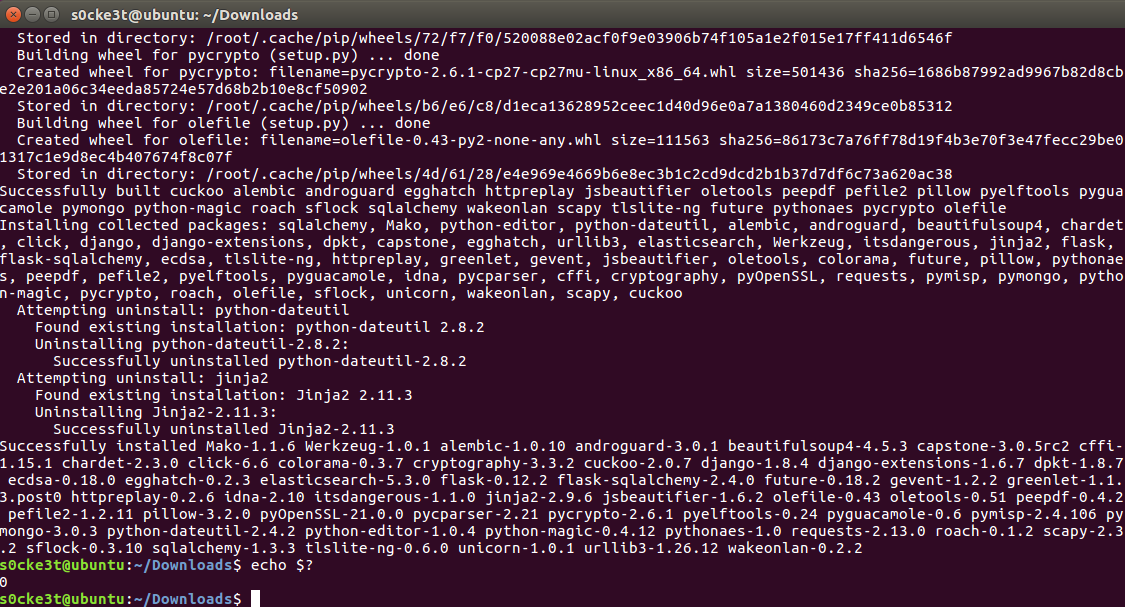 s0cke3t@ubuntu: ~/Downloads
  Stored in directory: /root/.cache/pip/wheels/72/f7/f0/520088e02acf0f9e03906b74f105a1e2f015e17ff411d6546f
  Building wheel for pycrypto (setup.py) ... done
  Created wheel for pycrypto: filename=pycrypto-2.6.1-cp27-cp27mu-linux_x86_64.whl size=501436 sha256=1686b87992ad9967b82d8cb
e2e201a06c34eeda85724e57d68b2b10e8cf50902
  Stored in directory: /root/.cache/pip/wheels/b6/e6/c8/d1eca13628952ceec1d40d96e0a7a1380460d2349ce0b85312
  Building wheel for olefile (setup.py) ... done
  Created wheel for olefile: filename=olefile-0.43-py2-none-any.whl size=111563 sha256=86173c7a76ff78d19f4b3e70f3e47fecc29be0
1317c1e9d8ec4b407674f8c07f
  Stored in directory: /root/.cache/pip/wheels/4d/61/28/e4e969e4669b6e8ec3b1c2cd9dcd2b1b37d7df6c73a620ac38
Successfully built cuckoo alembic androguard egghatch httpreplay jsbeautifier oletools peepdf pefile2 pillow pyelftools pygua
camole pymongo python-magic roach sflock sqlalchemy wakeonlan scapy tlslite-ng future pythonaes pycrypto olefile
Installing collected packages: sqlalchemy, Mako, python-editor, python-dateutil, alembic, androguard, beautifulsoup4, chardet
, click, django, django-extensions, dpkt, capstone, egghatch, urllib3, elasticsearch, Werkzeug, itsdangerous, jinja2, flask,
flask-sqlalchemy, ecdsa, tlslite-ng, httpreplay, greenlet, gevent, jsbeautifier, oletools, colorama, future, pillow, pythonae
s, peepdf, pefile2, pyelftools, pyguacamole, idna, pycparser, cffi, cryptography, pyOpenSSL, requests, pymisp, pymongo, pytho
n-magic, pycrypto, roach, olefile, sflock, unicorn, wakeonlan, scapy, cuckoo
  Attempting uninstall: python-dateutil
    Found existing installation: python-dateutil 2.8.2
    Uninstalling python-dateutil-2.8.2:
      Successfully uninstalled python-dateutil-2.8.2
  Attempting uninstall: jinja2
    Found existing installation: Jinja2 2.11.3
    Uninstalling Jinja2-2.11.3:
      Successfully uninstalled Jinja2-2.11.3
Successfully installed Mako-1.1.6 Werkzeug-1.0.1 alembic-1.0.10 androguard-3.0.1 beautifulsoup4-4.5.3 capstone-3.0.5rc2 cffi-
1.15.1 chardet-2.3.0 click-6.6 colorama-0.3.7 cryptography-3.3.2 cuckoo-2.0.7 django-1.8.4 django-extensions-1.6.7 dpkt-1.8.7
 ecdsa-0.18.0 egghatch-0.2.3 elasticsearch-5.3.0 flask-0.12.2 flask-sqlalchemy-2.4.0 future-0.18.2 gevent-1.2.2 greenlet-1.1.
3.post0 httpreplay-0.2.6 idna-2.10 itsdangerous-1.1.0 jinja2-2.9.6 jsbeautifier-1.6.2 olefile-0.43 oletools-0.51 peepdf-0.4.2
 pefile2-1.2.11 pillow-3.2.0 pyOpenSSL-21.0.0 pycparser-2.21 pycrypto-2.6.1 pyelftools-0.24 pyguacamole-0.6 pymisp-2.4.106 py
mongo-3.0.3 python-dateutil-2.4.2 python-editor-1.0.4 python-magic-0.4.12 pythonaes-1.0 requests-2.13.0 roach-0.1.2 scapy-2.3
.2 sflock-0.3.10 sqlalchemy-1.3.3 tlslite-ng-0.6.0 unicorn-1.0.1 urllib3-1.26.12 wakeonlan-0.2.2
s0cke3t@ubuntu:~/Downloads$ echo $?
0
s0cke3t@ubuntu:~/Downloads$